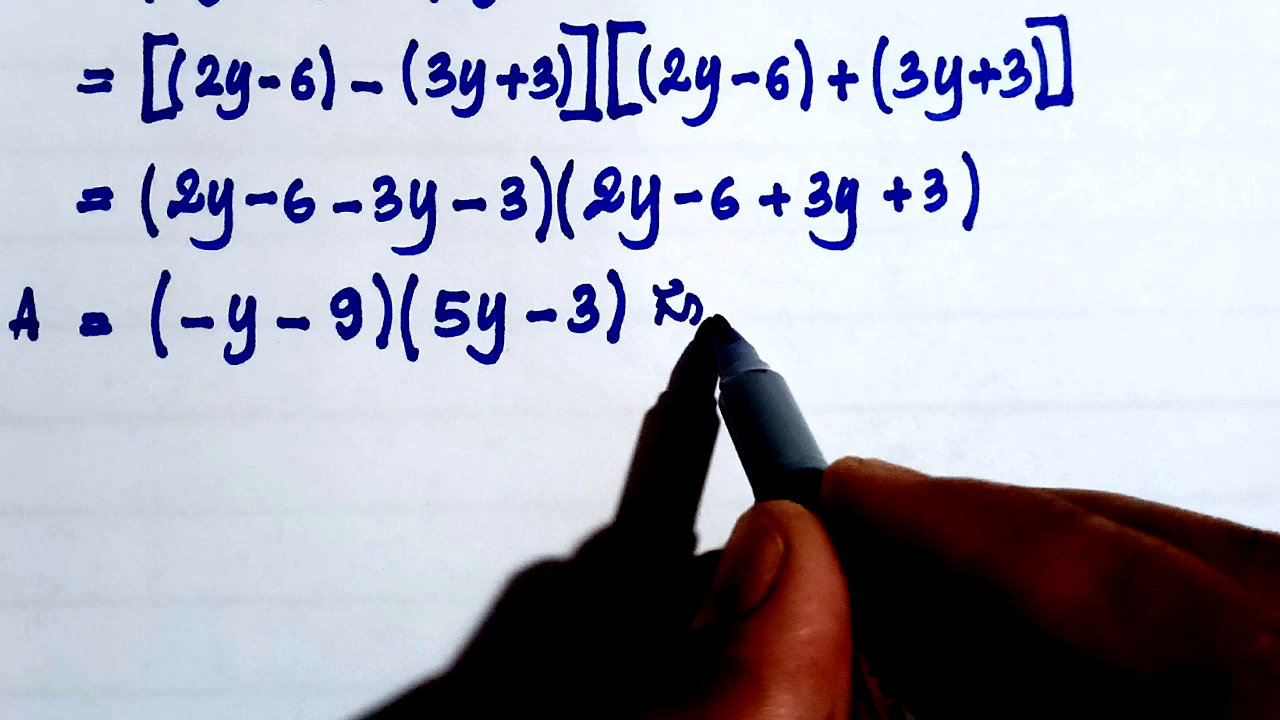 = [(2y-6) - (3y+3)][(2y-6) + (3y+3)]
= (2y-6-3y-3)(2y-6+3y+3)
A = (-y-9)(5y-3)